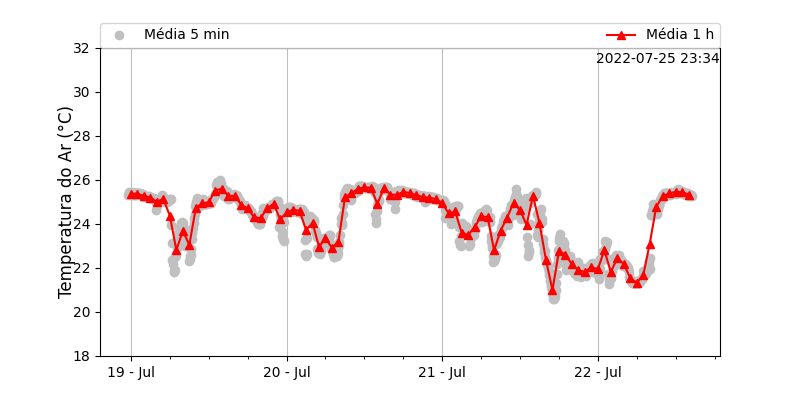 Média 5 min
Média 1 h
2022-07-25 23:34
Temperatura do Ar (°C)
32
30
28
26
24
22
20
18
19 - Jul
20 - Jul
21 - Jul
22 - Jul